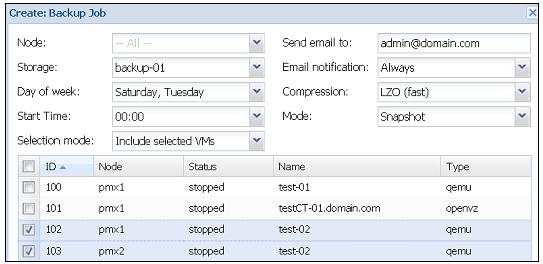 Create: Backup Job
Node: -- All -- Send email to: admin@domain.com
Storage: backup-01 Email notification: Always
Day of week: Saturday, Tuesday Compression: LZO (fast)
Start Time: 00:00 Mode: Snapshot
Selection mode: Include selected VMs
ID Node Status Name Type
100 pmx1 stopped test-01 qemu
101 pmx1 stopped testCT-01.domain.com openvz
102 pmx1 stopped test-02 qemu
103 pmx2 stopped test-02 qemu